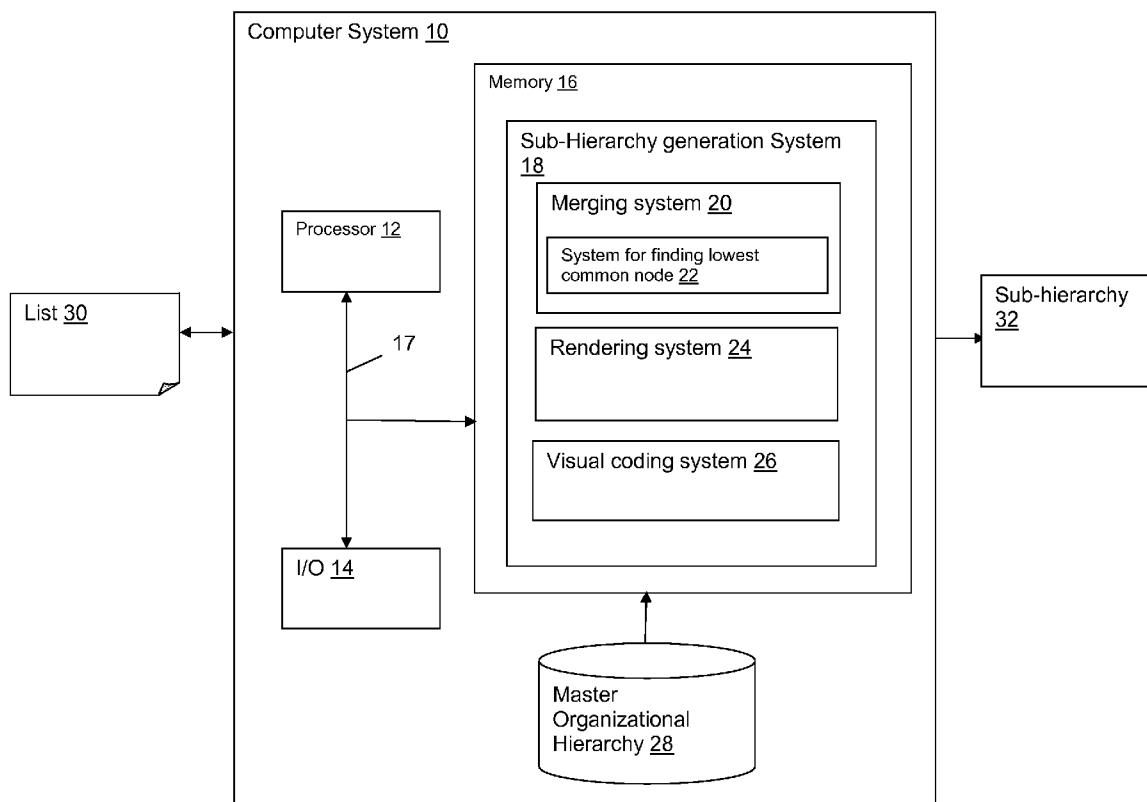 Computer System 10
Memory 16
Sub-Hierarchy generation System
18
Merging system 20
System for finding lowest
common node 22
Processor 12
List 30
17
Rendering system 24
Sub-hierarchy
32
Visual coding system 26
I/O 14
Master
Organizational
Hierarchy 28